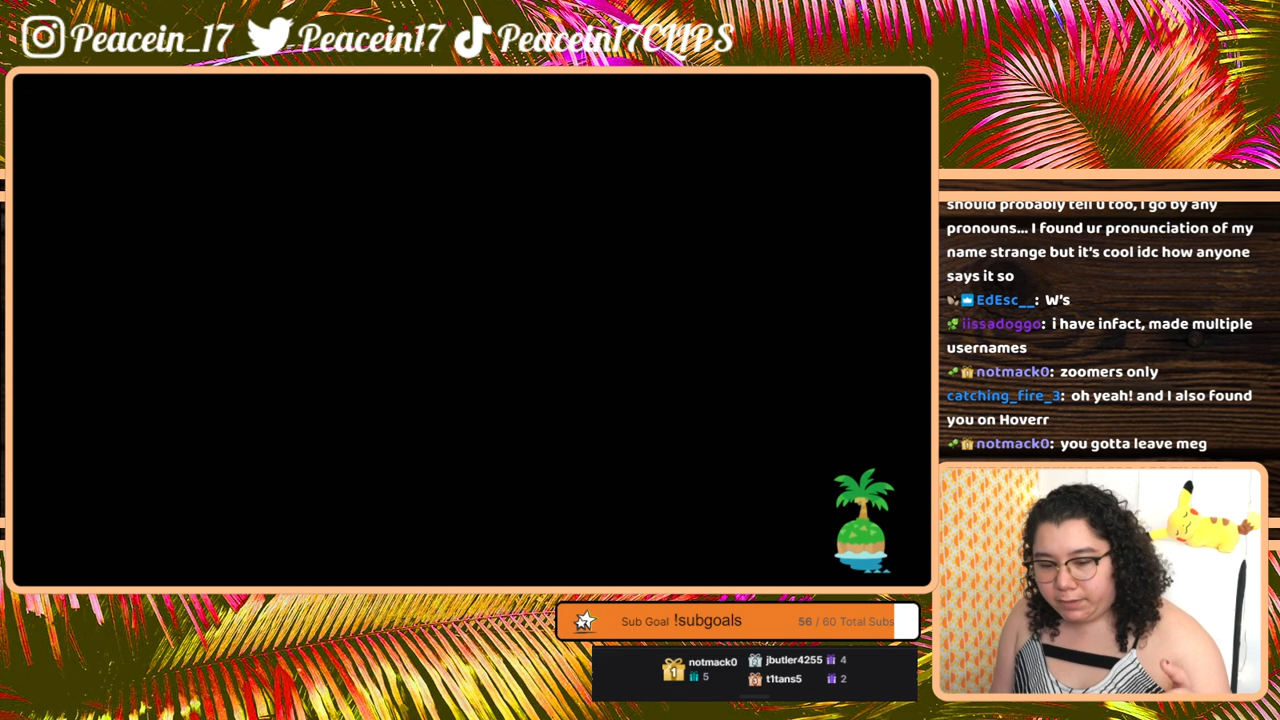 Peacein_17 Peacein17 Peacein17ClIPS
should probably tell u too, I go by any
pronouns... I found ur pronunciation of my
name strange but it's cool idc how anyone
says it so
EdEsc__: W's
iissadoggo: i have infact, made multiple
usernames
notmack0: zoomers only
catching_fire_3: oh yeah! and I also found
you on Hoverr
notmack0: you gotta leave meg
Sub Goal !subgoals 56 / 60 Total Subs
1 notmack0 5
2 jbutler4255 4
3 t1tans5 2